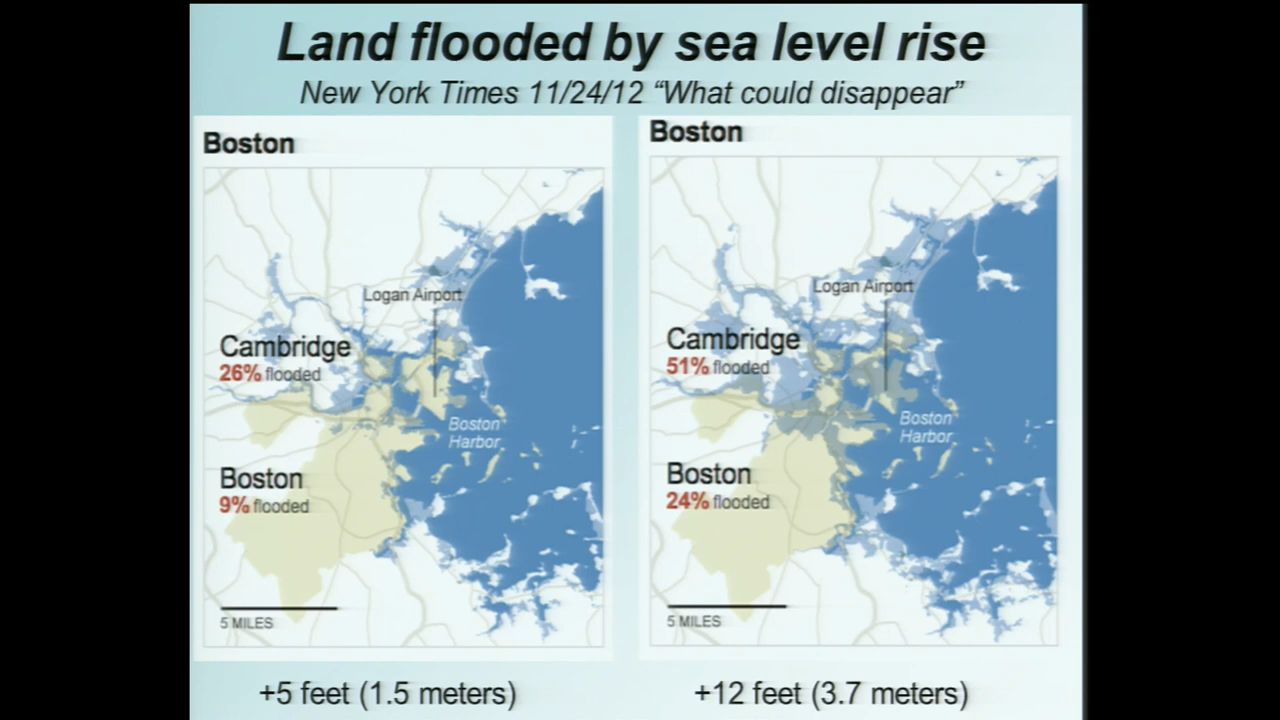 Land flooded by sea level rise
New York Times 11/24/12 “What could disappear”
Boston
Logan Airport
Cambridge
26% flooded
Boston
Harbor
Boston
9% flooded
5 MILES
+5 feet (1.5 meters)
Boston
Logan Airport
Cambridge
51% flooded
Boston
Harbor
Boston
24% flooded
5 MILES
+12 feet (3.7 meters)